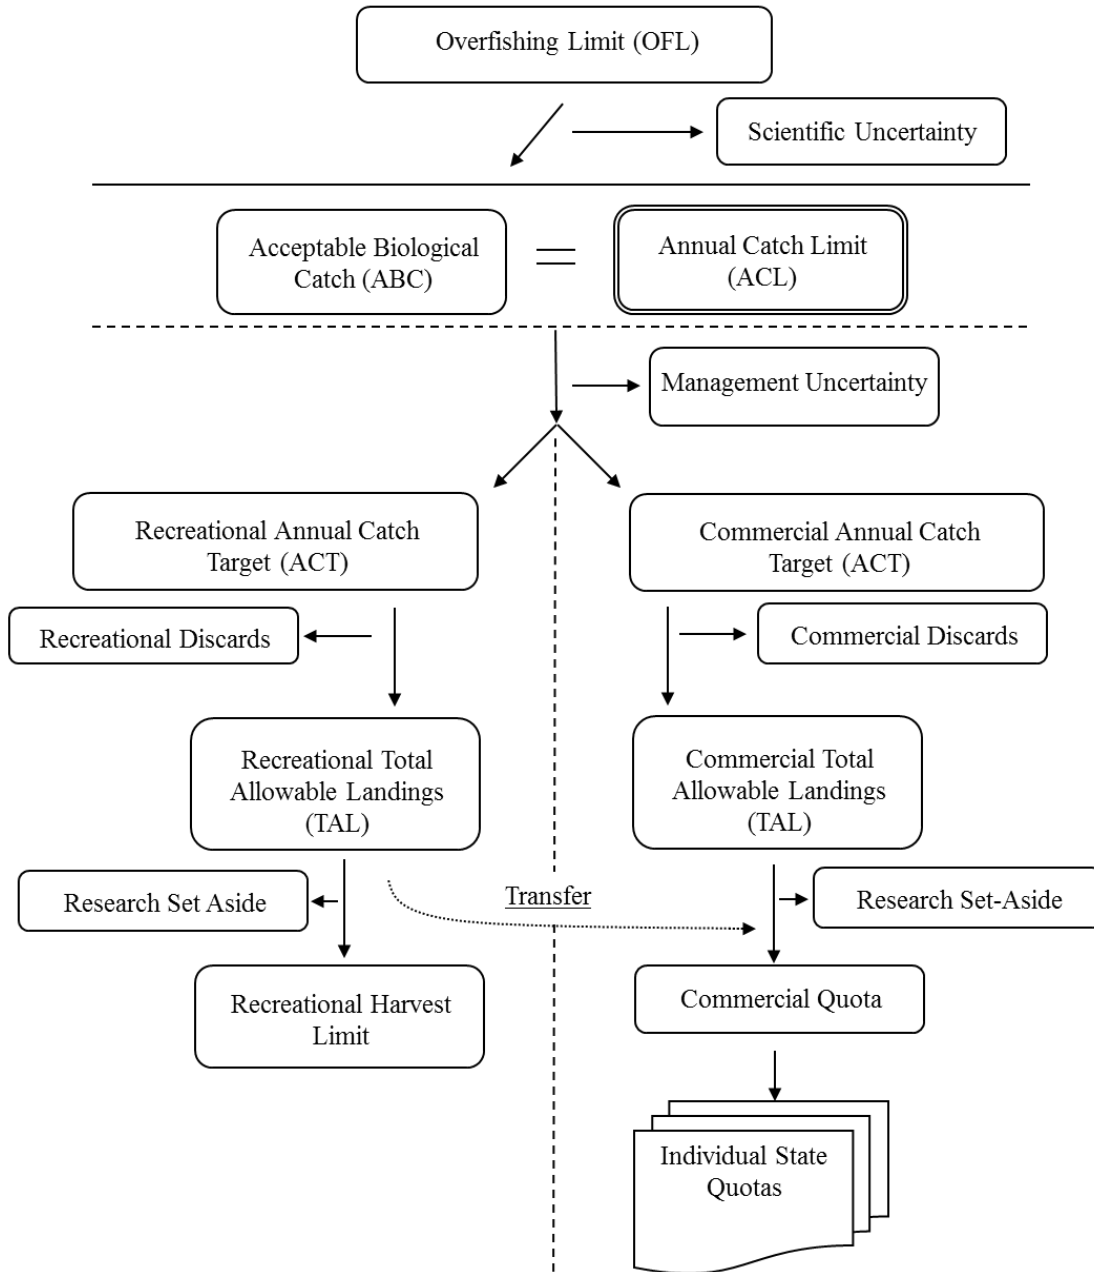 Overfishing Limit (OFL)
Scientific Uncertainty
Acceptable Biological
Catch (ABC)
Annual Catch Limit
(ACL)
Management Uncertainty
Recreational Annual Catch
Target (ACT)
Commercial Annual Catch
Target (ACT)
Recreational Discards
Commercial Discards
Recreational Total
Allowable Landings
(TAL)
Commercial Total
Allowable Landings
(TAL)
Research Set Aside
Transfer
Research Set-Aside
Recreational Harvest
Limit
Commercial Quota
Individual State
Quotas